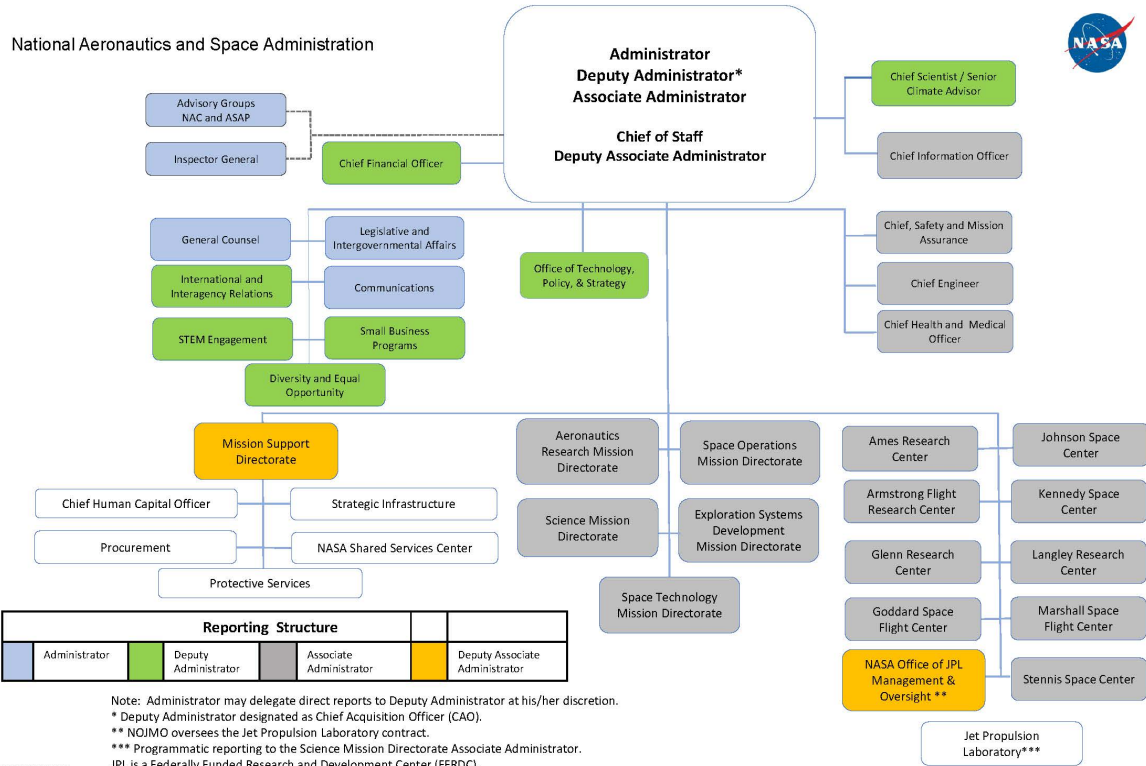 National Aeronautics and Space Administration
Administrator
Deputy Administrator*
Associate Administrator
Chief of Staff
Deputy Associate Administrator
NASA
Advisory Groups
NAC and ASAP
Inspector General
Chief Financial Officer
Chief Scientist / Senior
Climate Advisor
Chief Information Officer
General Counsel
Legislative and
Intergovernmental Affairs
International and
Interagency Relations
Communications
STEM Engagement
Small Business
Programs
Diversity and Equal
Opportunity
Office of Technology,
Policy, & Strategy
Chief, Safety and Mission
Assurance
Chief Engineer
Chief Health and Medical
Officer
Mission Support
Directorate
Chief Human Capital Officer
Strategic Infrastructure
Procurement
NASA Shared Services Center
Protective Services
Aeronautics
Research Mission
Directorate
Space Operations
Mission Directorate
Science Mission
Directorate
Exploration Systems
Development
Mission Directorate
Space Technology
Mission Directorate
Ames Research
Center
Johnson Space
Center
Armstrong Flight
Research Center
Kennedy Space
Center
Glenn Research
Center
Langley Research
Center
Goddard Space
Flight Center
Marshall Space
Flight Center
NASA Office of JPL
Management &
Oversight **
Stennis Space Center
Jet Propulsion
Laboratory***
Reporting Structure
Administrator
Deputy
Administrator
Associate
Administrator
Deputy Associate
Administrator
Note: Administrator may delegate direct reports to Deputy Administrator at his/her discretion.
* Deputy Administrator designated as Chief Acquisition Officer (CAO).
** NOJMO oversees the Jet Propulsion Laboratory contract.
*** Programmatic reporting to the Science Mission Directorate Associate Administrator.
JPL is a Federally Funded Research and Development Center (FFRDC)